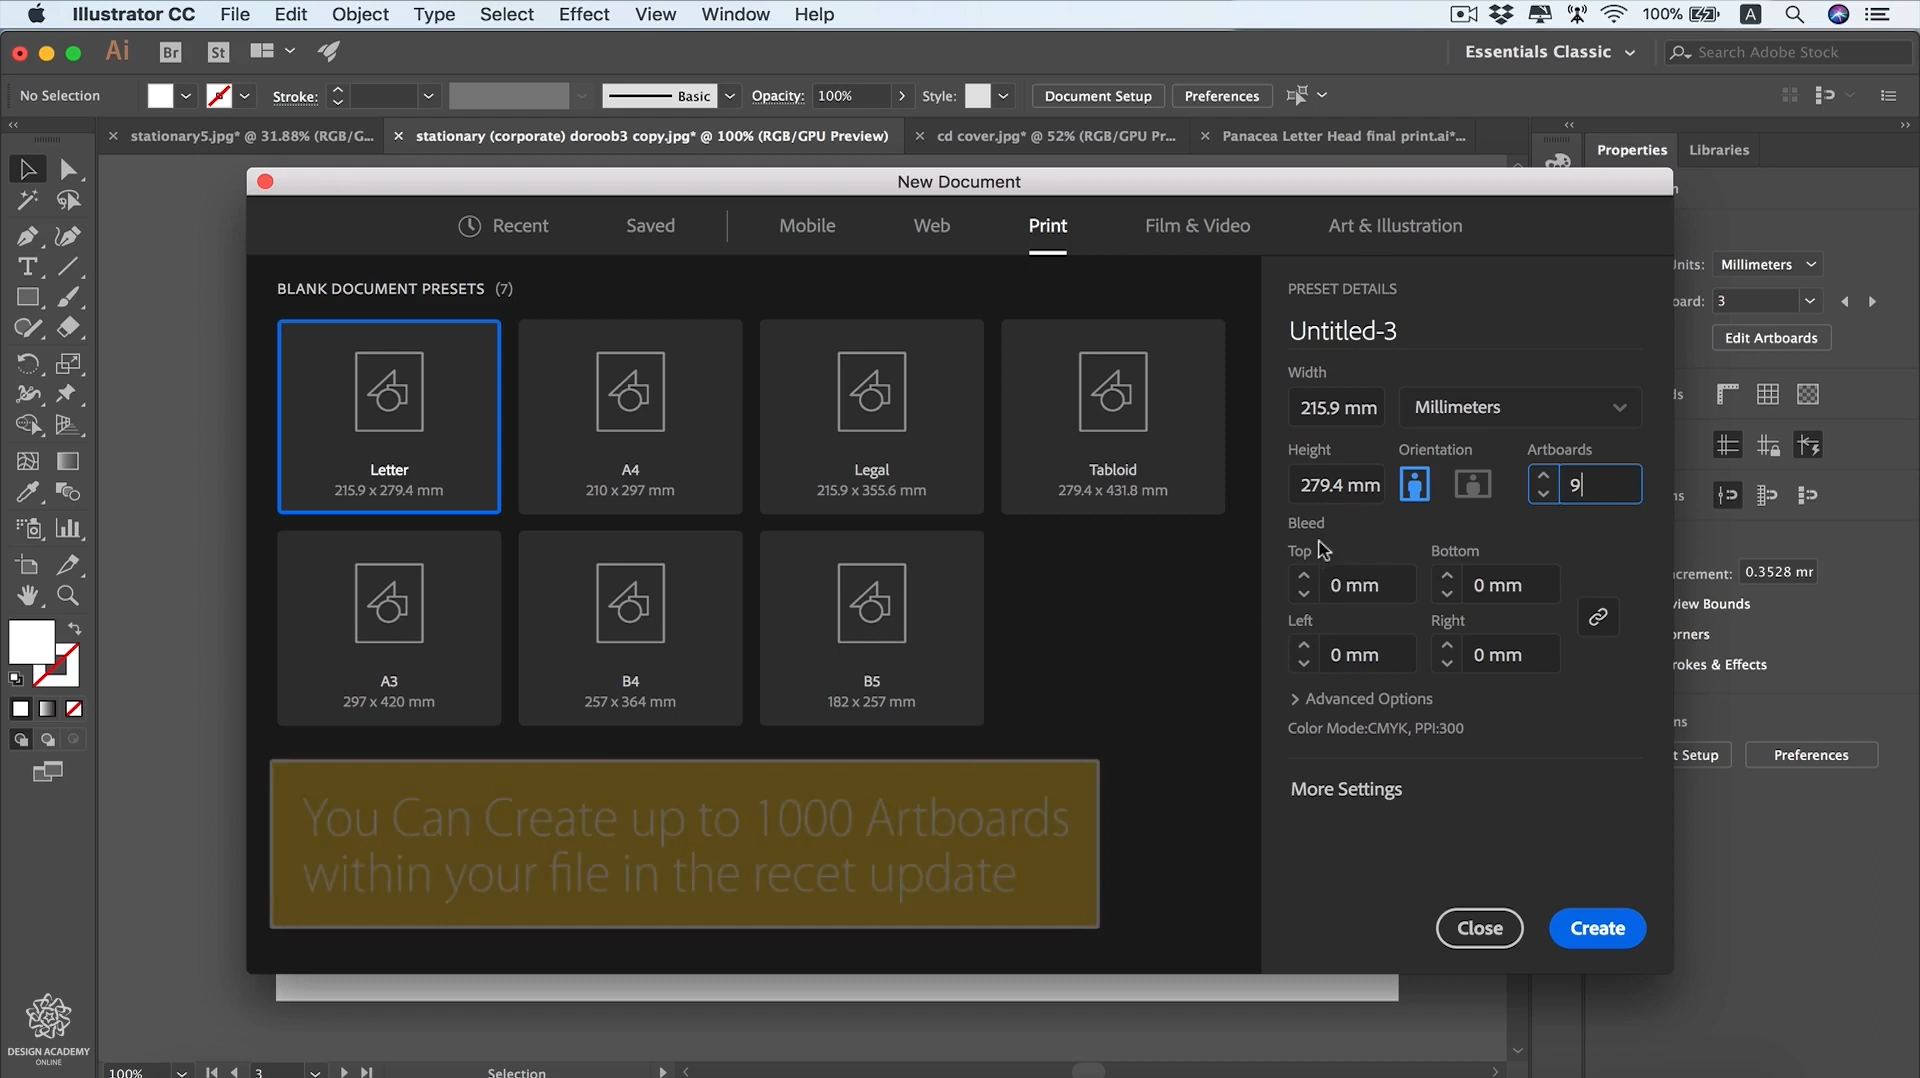 Illustrator CC File Edit Object Type Select Effect View Window Help 100% A
Ai Br St Essentials Classic Search Adobe Stock
No Selection Stroke: Basic Opacity: 100% Style: Document Setup Preferences
stationary5.jpg* @ 31.88% (RGB/G... stationary (corporate) doroob3 copy.jpg* @ 100% (RGB/GPU Preview) cd cover.jpg* @ 52% (RGB/GPU Pr... Panacea Letter Head final print.ai*...
Properties Libraries
New Document
Recent Saved Mobile Web Print Film & Video Art & Illustration
BLANK DOCUMENT PRESETS (7)
Letter
215.9 x 279.4 mm
A4
210 x 297 mm
Legal
215.9 x 355.6 mm
Tabloid
279.4 x 431.8 mm
A3
297 x 420 mm
B4
257 x 364 mm
B5
182 x 257 mm
You Can Create up to 1000 Artboards
within your file in the recet update
PRESET DETAILS
Untitled-3
Width
215.9 mm Millimeters
Height Orientation Artboards
279.4 mm 9
Bleed
Top Bottom
0 mm 0 mm
Left Right
0 mm 0 mm
Advanced Options
Color Mode:CMYK, PPI:300
More Settings
Close Create
nits: Millimeters
oard: 3
Edit Artboards
ds
ns
crement: 0.3528 mr
view Bounds
orners
rokes & Effects
ns
t Setup Preferences
DESIGN ACADEMY
ONLINE
100% 3 Selection